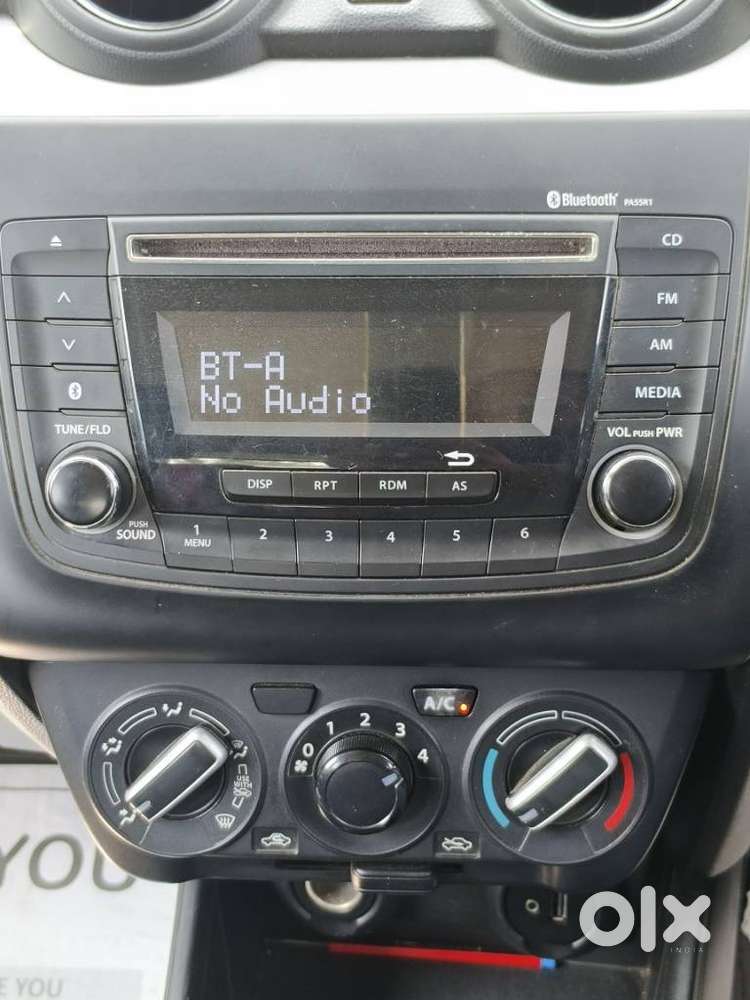 Bluetooth PA55R1
CD
FM
AM
MEDIA
BT-A
No Audio
TUNE/FLD
VOL PUSH PWR
DISP RPT RDM AS
PUSH
SOUND
1 2 3 4 5 6
MENU
A/C
0 1 2 3 4
USE
WITH
YOU
E YOU
olx
INDIA